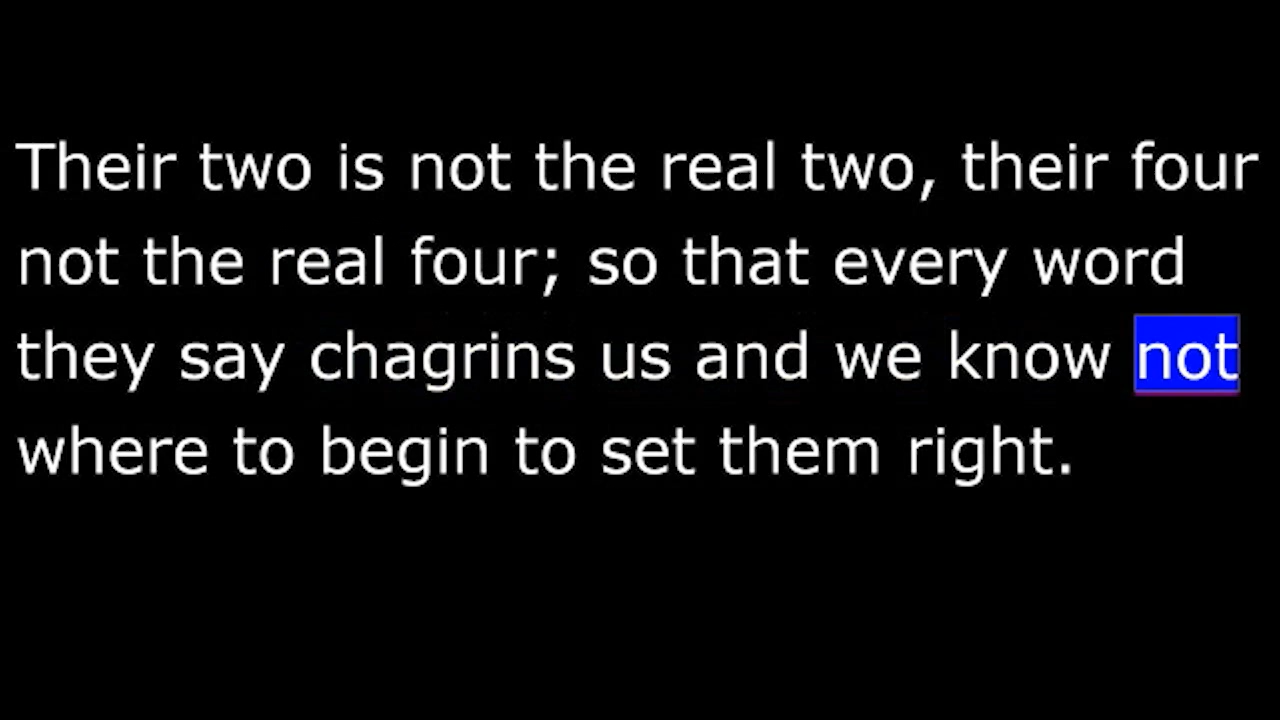 Their two is not the real two, their four
not the real four; so that every word
they say chagrins us and we know not
where to begin to set them right.